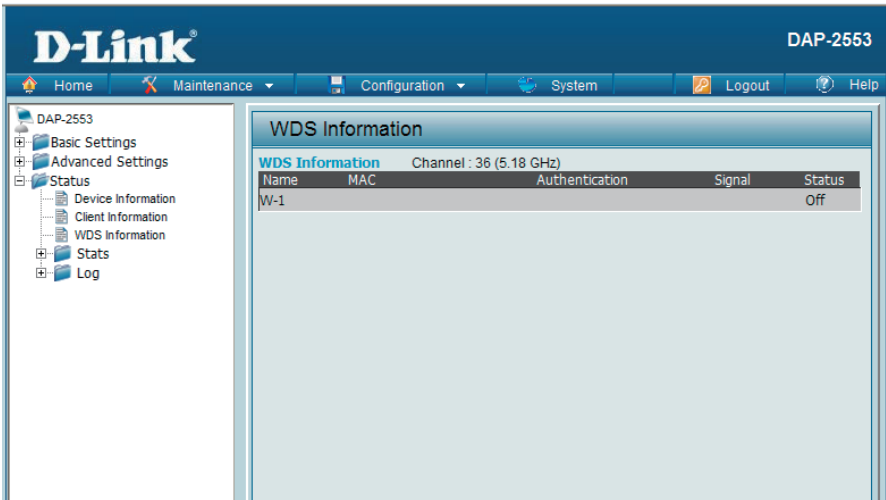 D-Link®
DAP-2553
Home Maintenance Configuration System Logout Help
DAP-2553
Basic Settings
Advanced Settings
Status
Device Information
Client Information
WDS Information
Stats
Log
WDS Information
WDS Information Channel : 36 (5.18 GHz)
Name MAC Authentication Signal Status
W-1 Off